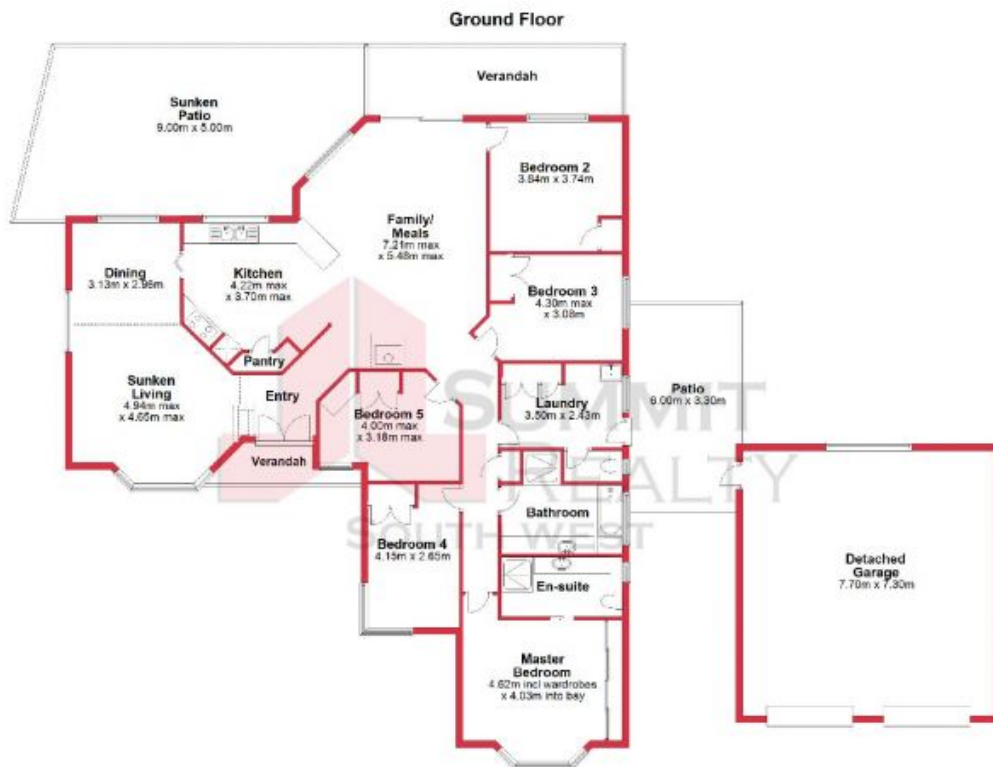 Ground Floor
Verandah
Sunken
Patio
9.00m x 5.00m
Bedroom 2
3.84m x 3.74m
Family/
Meals
7.21m max
x 5.48m max
Dining
3.13m x 2.96m
Kitchen
4.22m max
x 3.70m max
Bedroom 3
4.30m max
x 3.08m
Pantry
Sunken
Living
4.94m max
x 4.65m max
Entry
Bedroom 5
4.00m max
x 3.18m max
Laundry
3.50m x 2.43m
Patio
6.00m x 3.30m
Verandah
SUMMIT
REALTY
SOUTH WEST
Bathroom
Bedroom 4
4.15m x 2.65m
En-suite
Detached
Garage
7.70m x 7.30m
Master
Bedroom
4.62m incl wardrobes
x 4.03m into bay